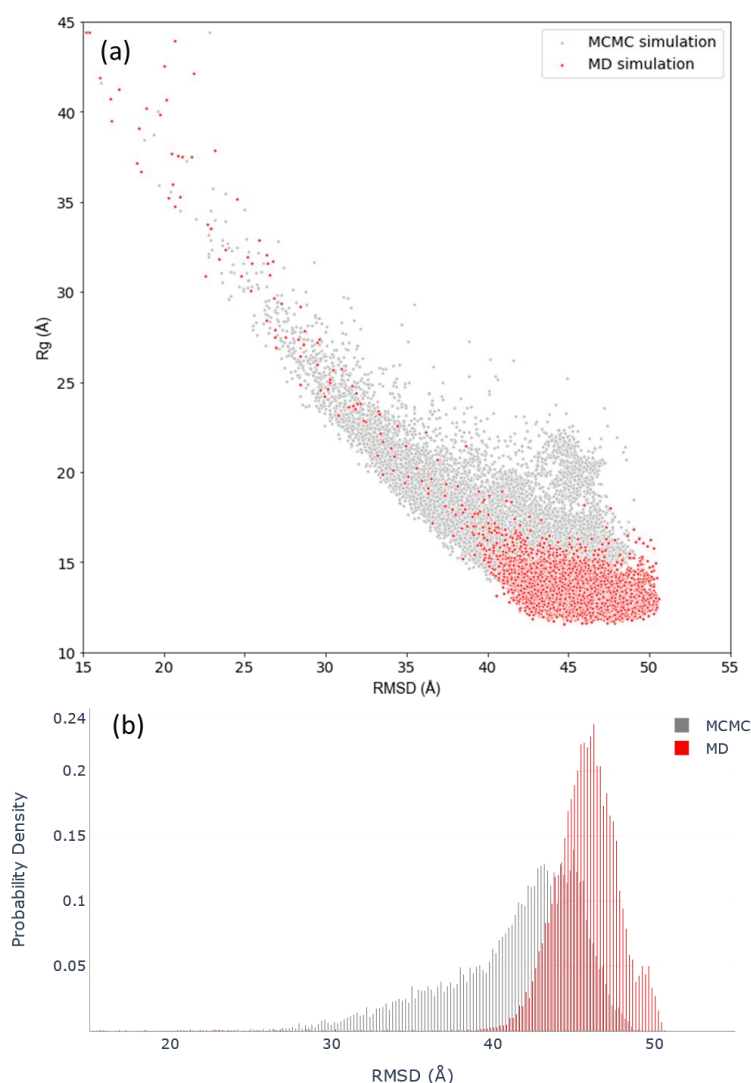 (a)
MCMC simulation
MD simulation
45
40
35
30
25
20
15
10
Rg (Å)
15 20 25 30 35 40 45 50 55
RMSD (Å)
(b)
MCMC
MD
0.24
0.2
0.15
0.1
0.05
Probability Density
20 30 40 50
RMSD (Å)